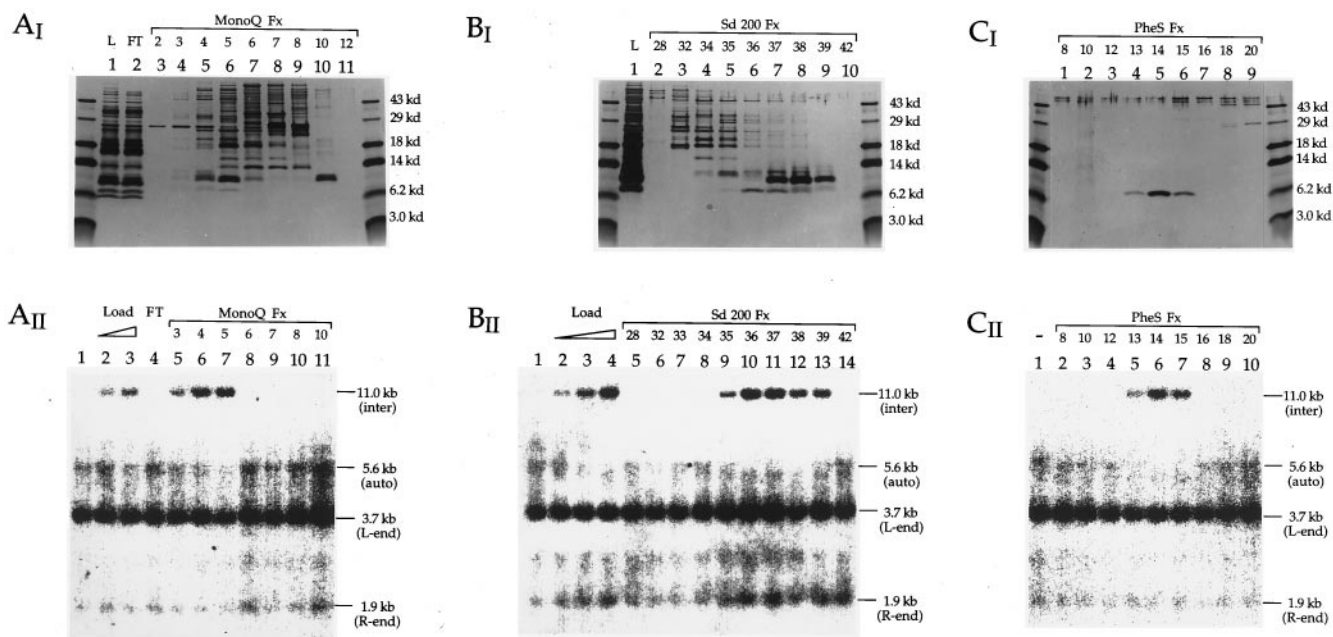 A_I
MonoQ Fx
L FT 2 3 4 5 6 7 8 10 12
1 2 3 4 5 6 7 8 9 10 11
43 kd
29 kd
18 kd
14 kd
6.2 kd
3.0 kd
B_I
Sd 200 Fx
L 28 32 34 35 36 37 38 39 42
1 2 3 4 5 6 7 8 9 10
43 kd
29 kd
18 kd
14 kd
6.2 kd
3.0 kd
C_I
PheS Fx
8 10 12 13 14 15 16 18 20
1 2 3 4 5 6 7 8 9
43 kd
29 kd
18 kd
14 kd
6.2 kd
3.0 kd
A_II
Load FT MonoQ Fx
3 4 5 6 7 8 10
1 2 3 4 5 6 7 8 9 10 11
11.0 kb
(inter)
5.6 kb
(auto)
3.7 kb
(L-end)
1.9 kb
(R-end)
B_II
Load Sd 200 Fx
28 32 33 34 35 36 37 38 39 42
1 2 3 4 5 6 7 8 9 10 11 12 13 14
11.0 kb
(inter)
5.6 kb
(auto)
3.7 kb
(L-end)
1.9 kb
(R-end)
C_II
PheS Fx
- 8 10 12 13 14 15 16 18 20
1 2 3 4 5 6 7 8 9 10
11.0 kb
(inter)
5.6 kb
(auto)
3.7 kb
(L-end)
1.9 kb
(R-end)